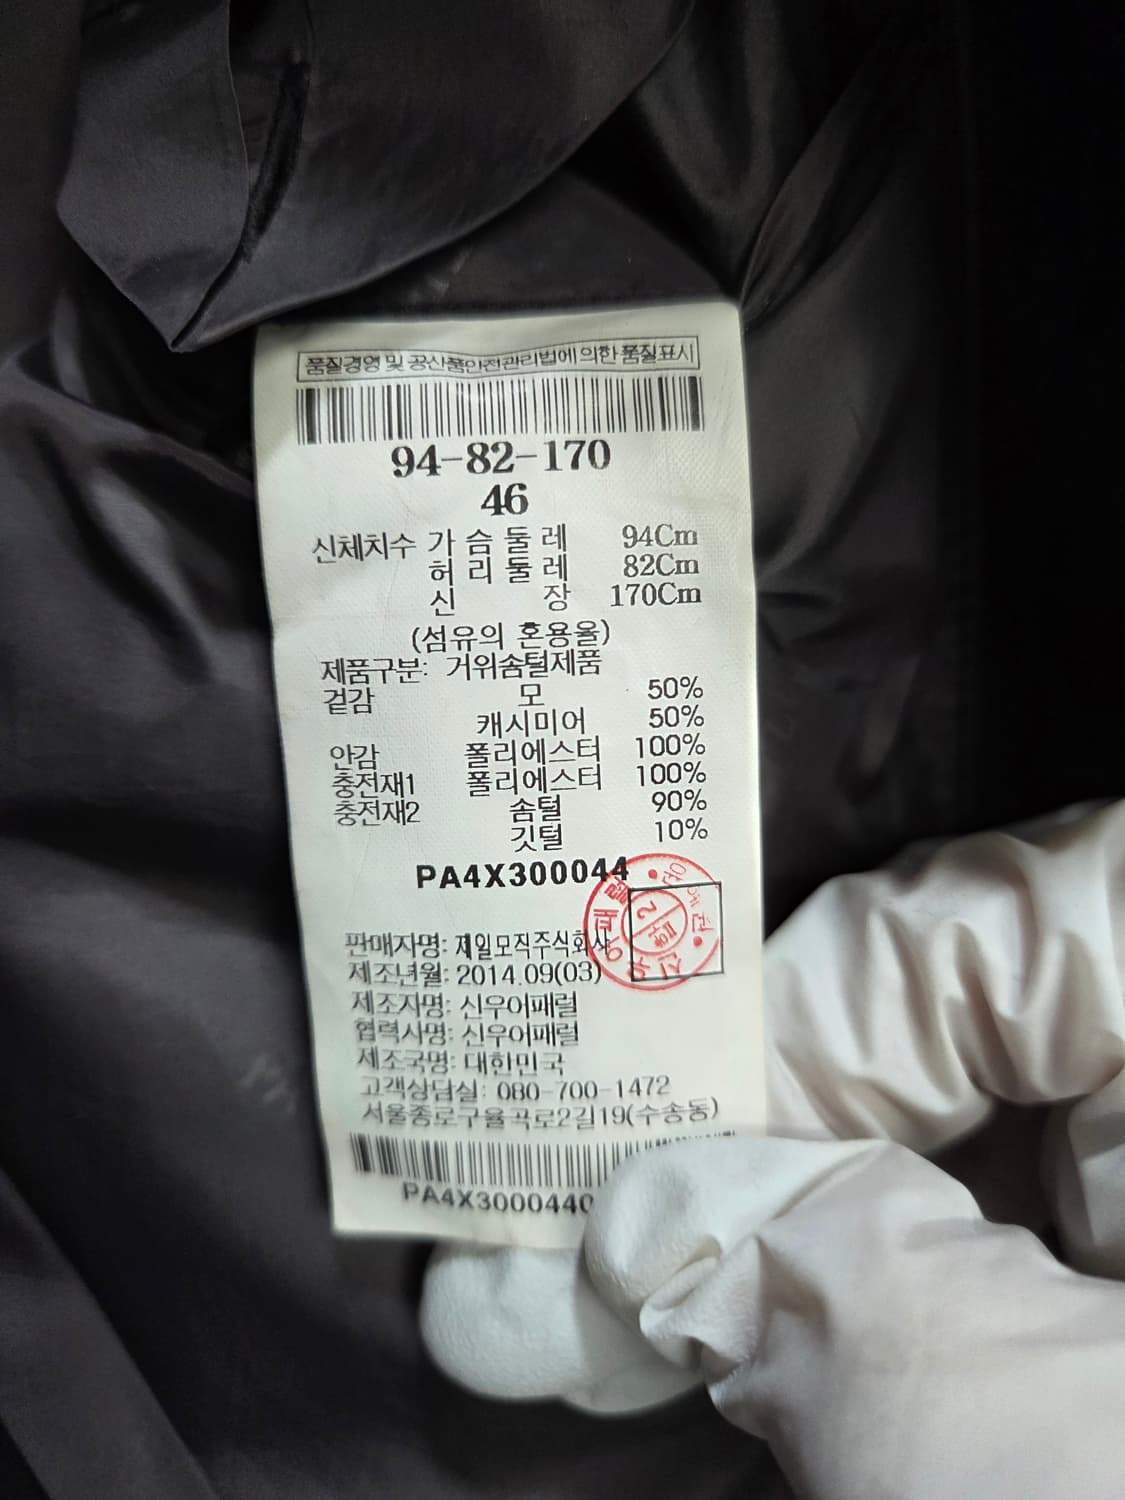 품질경영 및 공산품안전관리법에 의한 품질표시
94-82-170
46
신체치수 가슴둘레 94Cm
허리둘레 82Cm
신 장 170Cm
(섬유의 혼용율)
제품구분: 거위솜털제품
겉감 모 50%
캐시미어 50%
안감 폴리에스터 100%
충전재1 폴리에스터 100%
충전재2 솜털 90%
깃털 10%
PA4X300044
판매자명: 제일모직주식회사
제조년월: 2014.09(03)
제조자명: 신우어패럴
협력사명: 신우어패럴
제조국명: 대한민국
고객상담실: 080-700-1472
서울종로구율곡로2길19(수송동)
PA4X3000440
신우어패럴
2